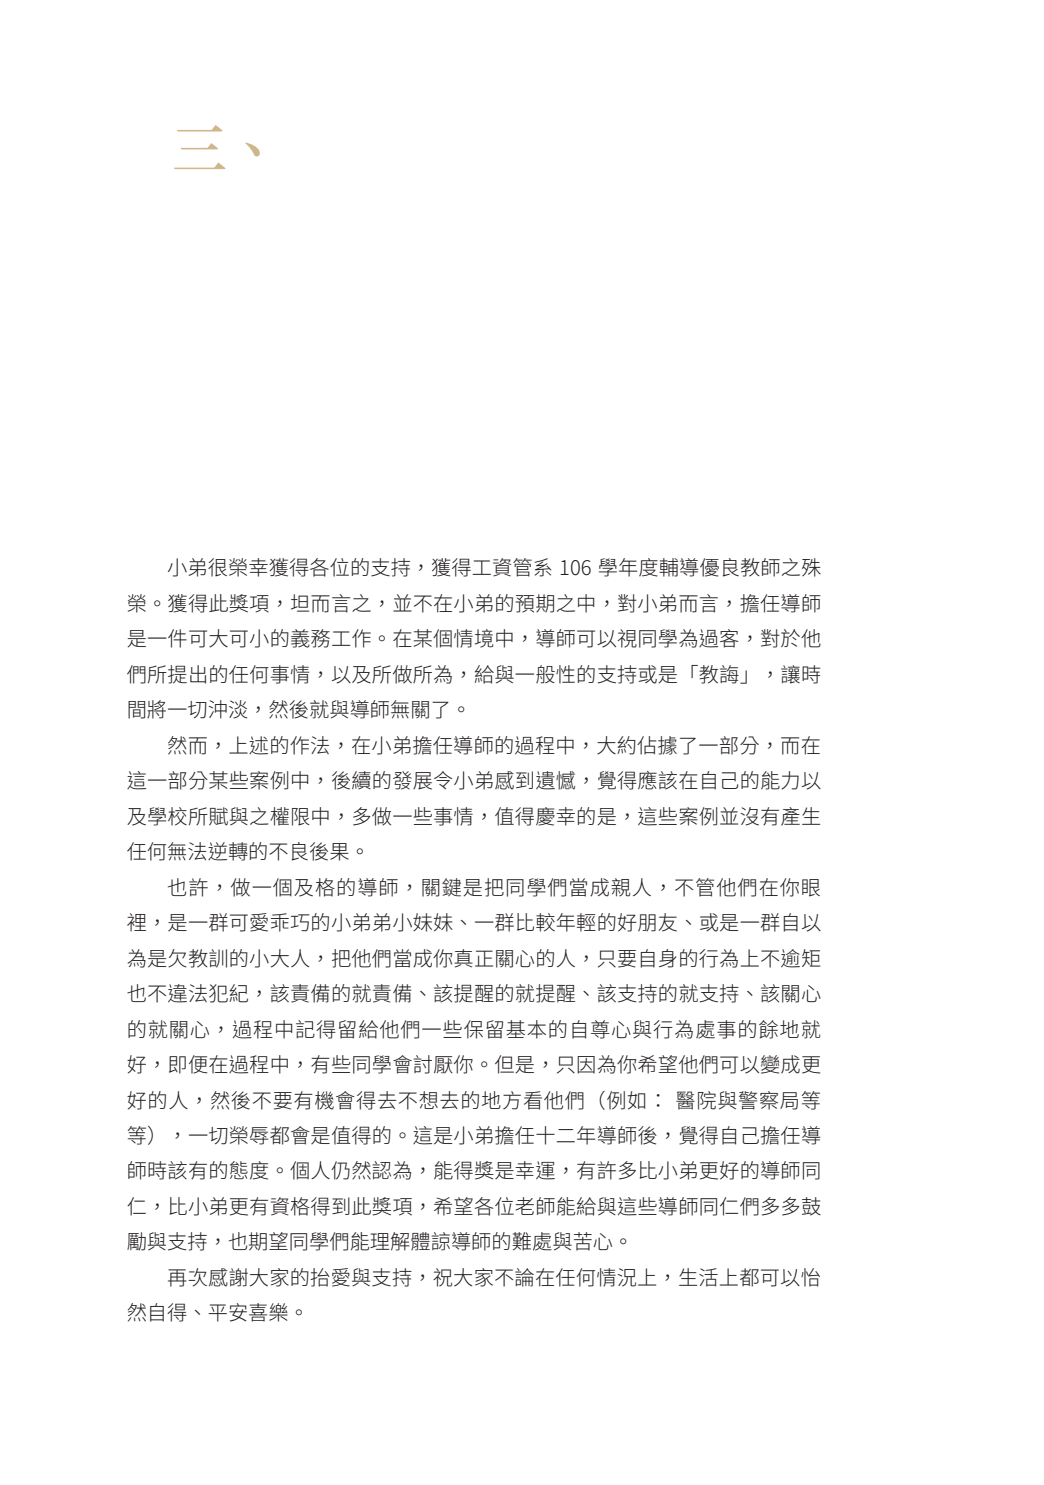 三、
小弟很榮幸獲得各位的支持，獲得工資管系 106 學年度輔導優良教師之殊
榮。獲得此獎項，坦而言之，並不在小弟的預期之中，對小弟而言，擔任導師
是一件可大可小的義務工作。在某個情境中，導師可以視同學為過客，對於他
們所提出的任何事情，以及所做所為，給與一般性的支持或是「教誨」，讓時
間將一切沖淡，然後就與導師無關了。
然而，上述的作法，在小弟擔任導師的過程中，大約佔據了一部分，而在
這一部分某些案例中，後續的發展令小弟感到遺憾，覺得應該在自己的能力以
及學校所賦與之權限中，多做一些事情，值得慶幸的是，這些案例並沒有產生
任何無法逆轉的不良後果。
也許，做一個及格的導師，關鍵是把同學們當成親人，不管他們在你眼
裡，是一群可愛乖巧的小弟弟小妹妹、一群比較年輕的好朋友、或是一群自以
為是欠教訓的小大人，把他們當成你真正關心的人，只要自身的行為上不逾矩
也不違法犯紀，該責備的就責備、該提醒的就提醒、該支持的就支持、該關心
的就關心，過程中記得留給他們一些保留基本的自尊心與行為處事的餘地就
好，即便在過程中，有些同學會討厭你。但是，只因為你希望他們可以變成更
好的人，然後不要有機會得去不想去的地方看他們（例如： 醫院與警察局等
等），一切榮辱都會是值得的。這是小弟擔任十二年導師後，覺得自己擔任導
師時該有的態度。個人仍然認為，能得獎是幸運，有許多比小弟更好的導師同
仁，比小弟更有資格得到此獎項，希望各位老師能給與這些導師同仁們多多鼓
勵與支持，也期望同學們能理解體諒導師的難處與苦心。
再次感謝大家的抬愛與支持，祝大家不論在任何情況上，生活上都可以怡
然自得、平安喜樂。